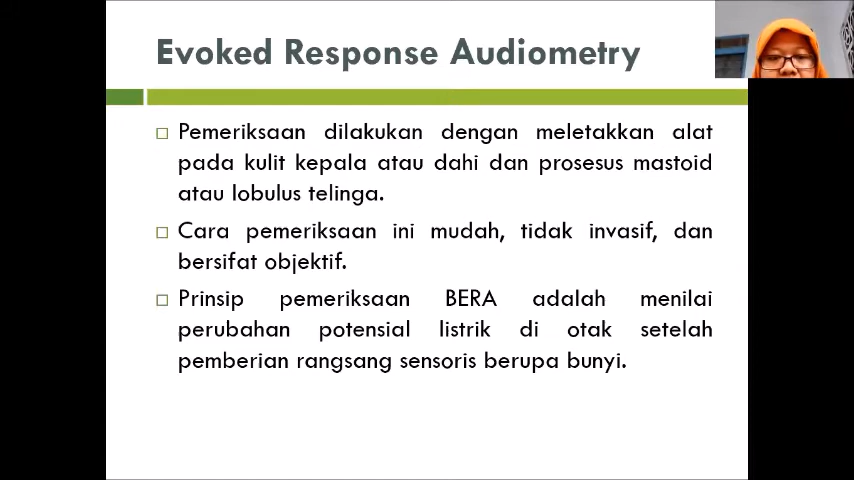 Evoked Response Audiometry
Pemeriksaan dilakukan dengan meletakkan alat
pada kulit kepala atau dahi dan prosesus mastoid
atau lobulus telinga.
Cara pemeriksaan ini mudah, tidak invasif, dan
bersifat objektif.
Prinsip pemeriksaan BERA adalah menilai
perubahan potensial listrik di otak setelah
pemberian rangsang sensoris berupa bunyi.